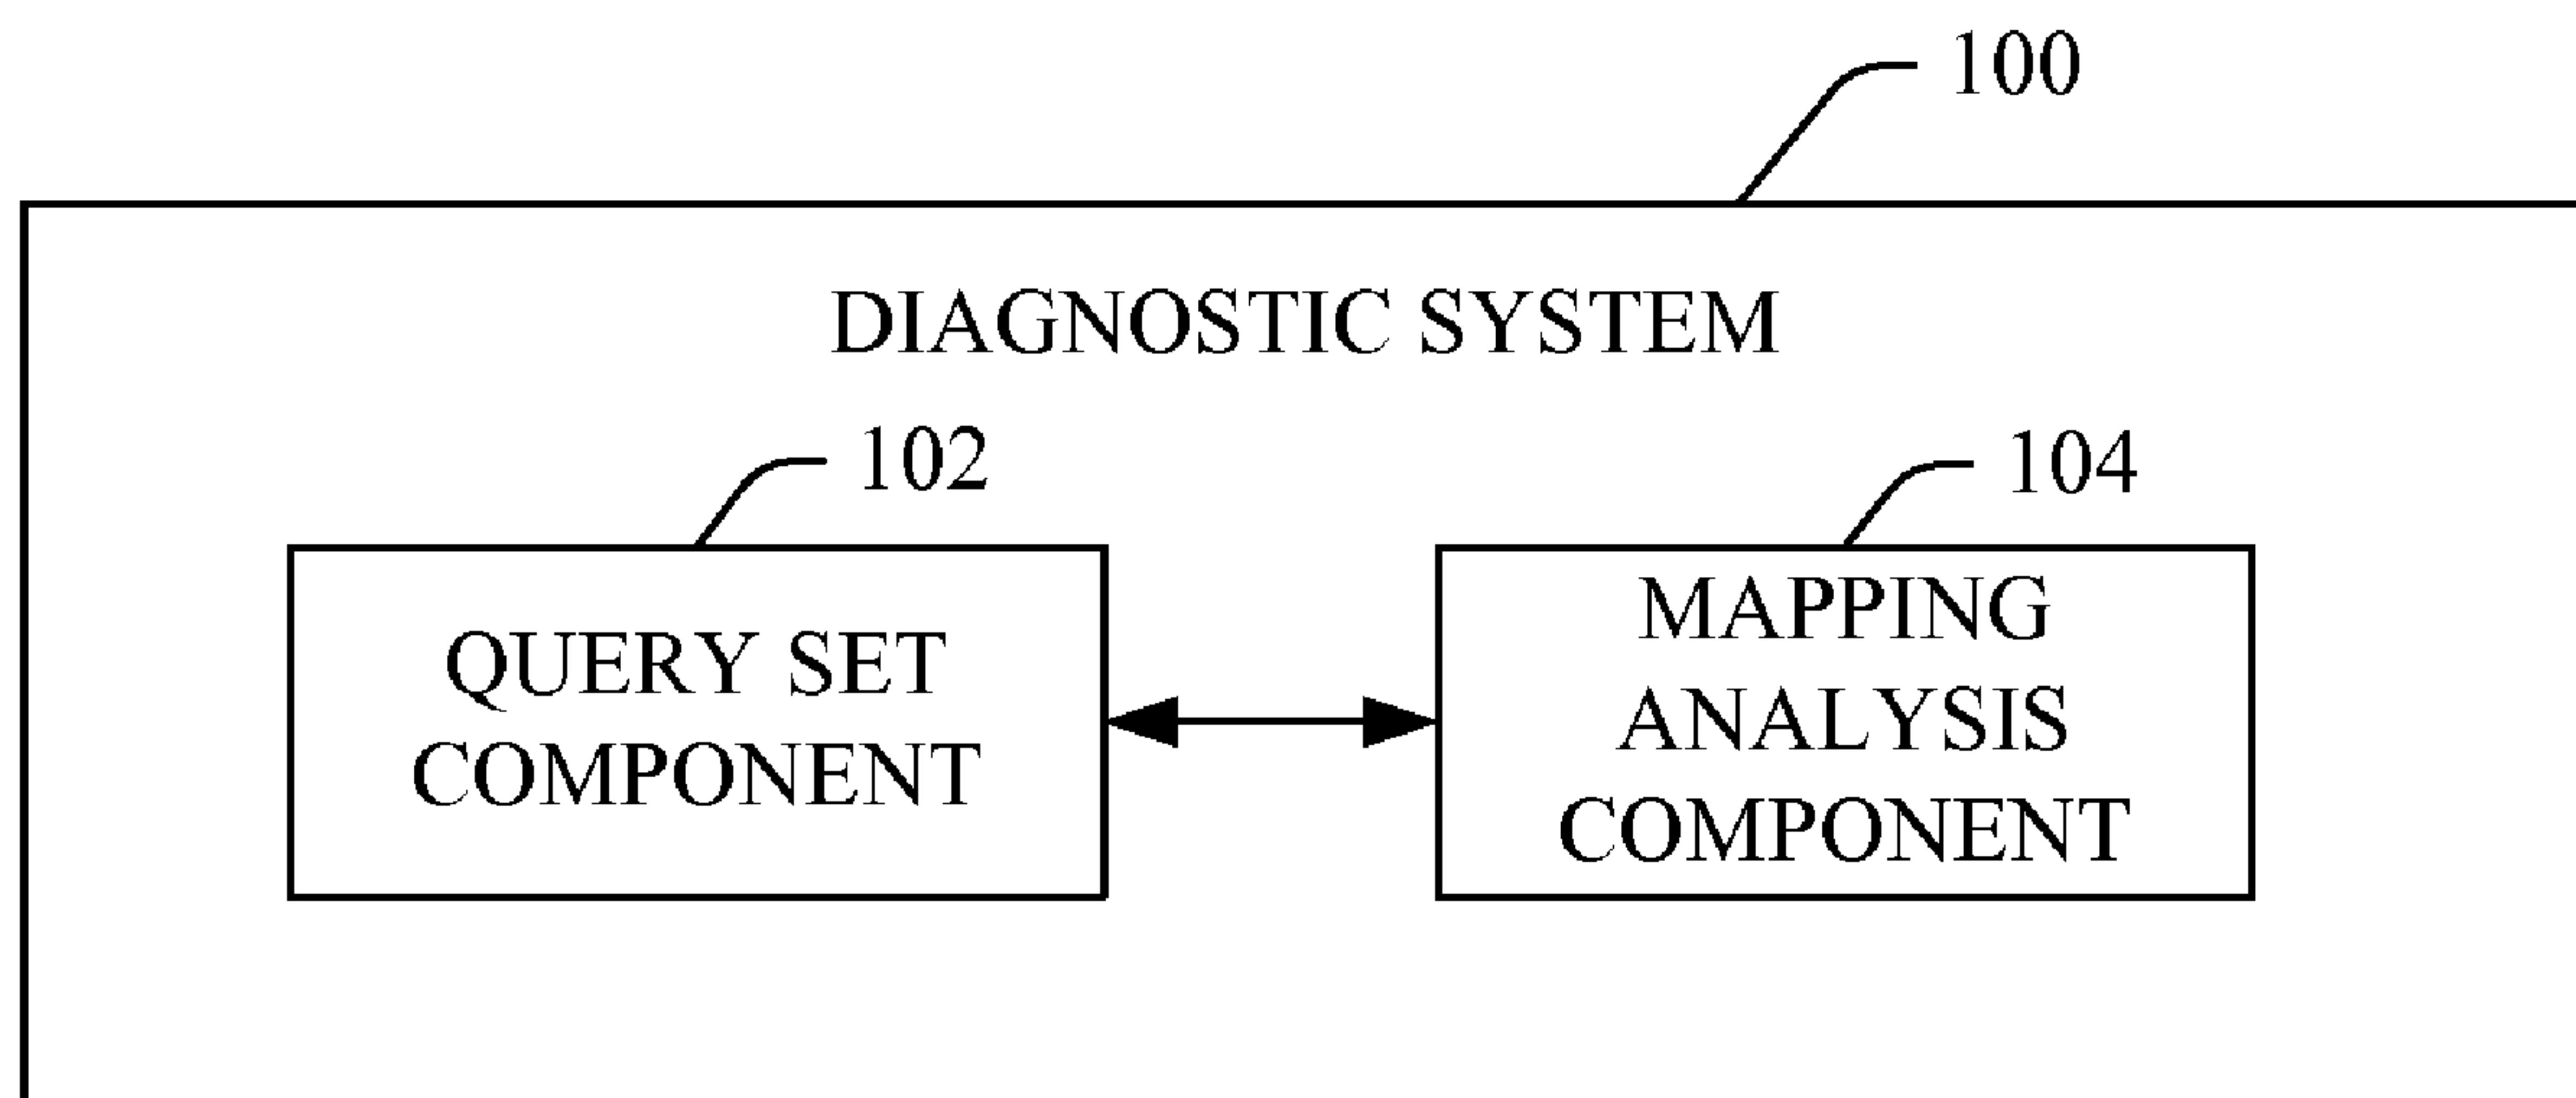 100
DIAGNOSTIC SYSTEM
102
104
QUERY SET
COMPONENT
MAPPING
ANALYSIS
COMPONENT